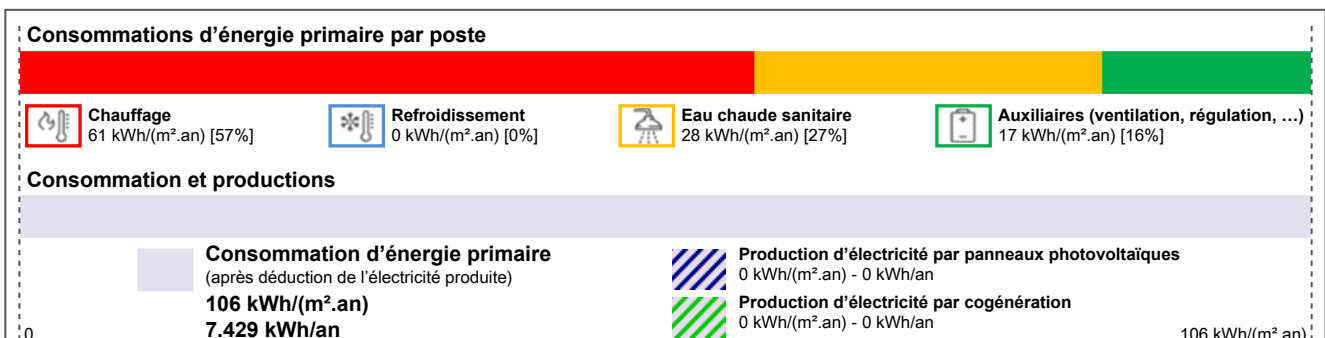 Consommations d'énergie primaire par poste
Chauffage
61 kWh/(m².an) [57%]
Refroidissement
0 kWh/(m².an) [0%]
Eau chaude sanitaire
28 kWh/(m².an) [27%]
Auxiliaires (ventilation, régulation, …)
17 kWh/(m².an) [16%]
Consommation et productions
Consommation d'énergie primaire
(après déduction de l'électricité produite)
106 kWh/(m².an)
7.429 kWh/an
Production d'électricité par panneaux photovoltaïques
0 kWh/(m².an) - 0 kWh/an
Production d'électricité par cogénération
0 kWh/(m².an) - 0 kWh/an
0
106 kWh/(m².an)